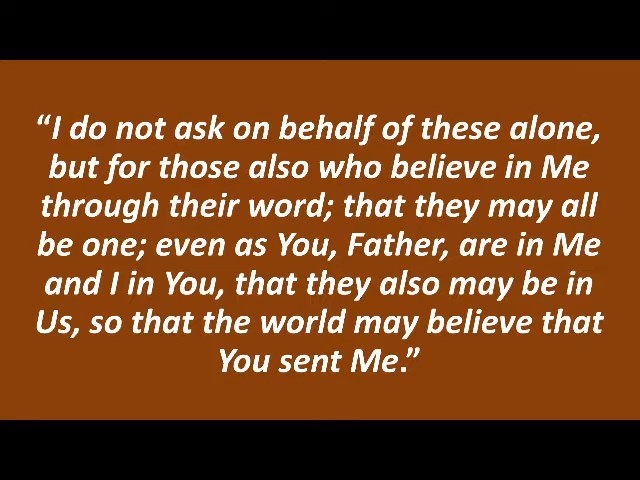 “I do not ask on behalf of these alone,
but for those also who believe in Me
through their word; that they may all
be one; even as You, Father, are in Me
and I in You, that they also may be in
Us, so that the world may believe that
You sent Me.”